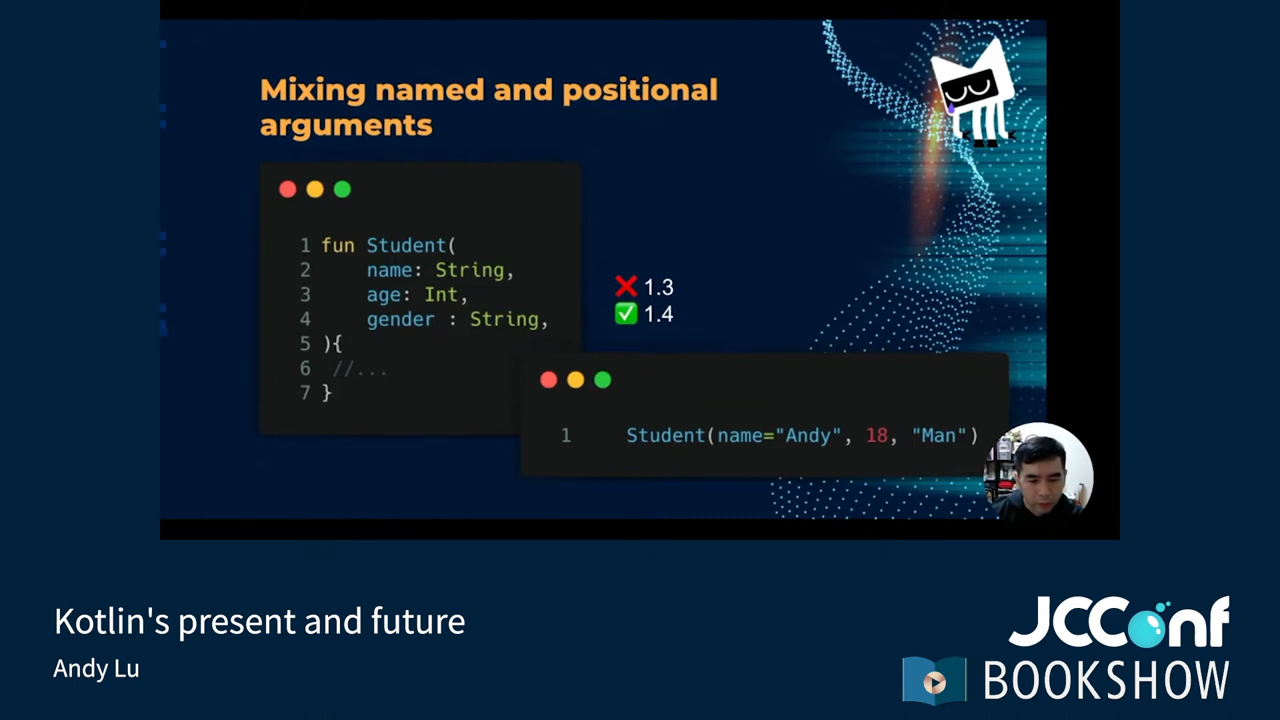 Mixing named and positional
arguments
1 fun Student(
2 name: String,
3 age: Int,
4 gender : String,
5 ){
6 //...
7 }
❌ 1.3
✅ 1.4
1 Student(name="Andy", 18, "Man")
Kotlin's present and future
Andy Lu
JCConf
BOOKSHOW